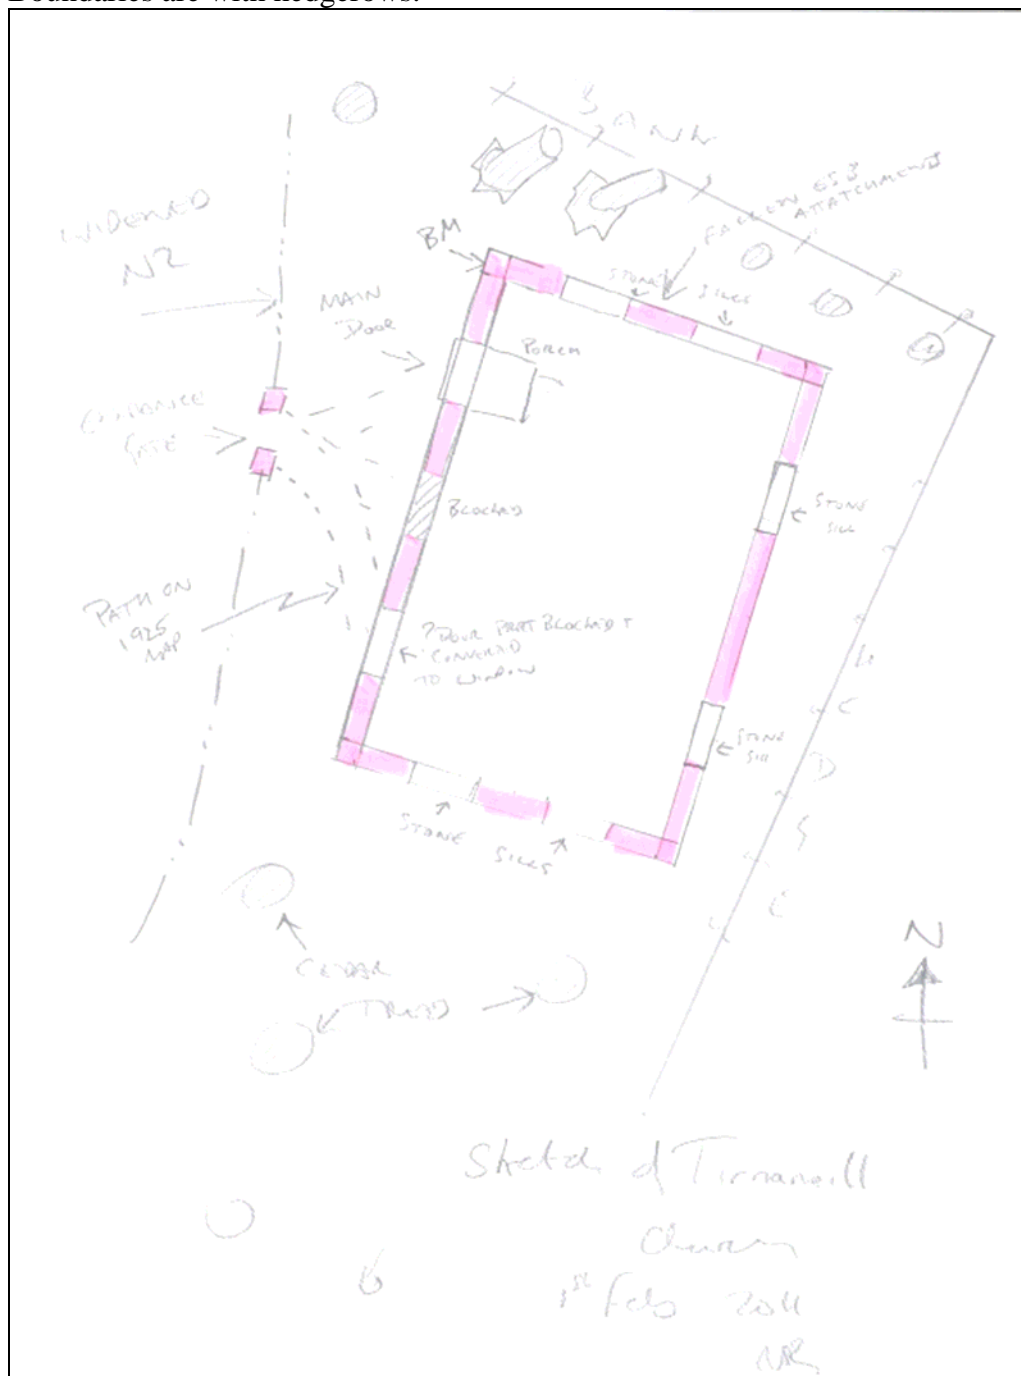 Boundaries are with hedgerows.
BANK
WIDENED
N2
BM
FALLEN ESB
ATTATCHMENTS
STONE SILLS
MAIN
DOOR
PORCH
ENTRANCE
GATE
BLOCKED
STONE
SILL
PATH ON
1925
MAP
? DOOR PART BLOCKED +
CONVERTED
TO WINDOW
STONE
SILL
STONE SILLS
CEDAR
N
Sketch of Tirnaneill
Church
1st Feb 2011